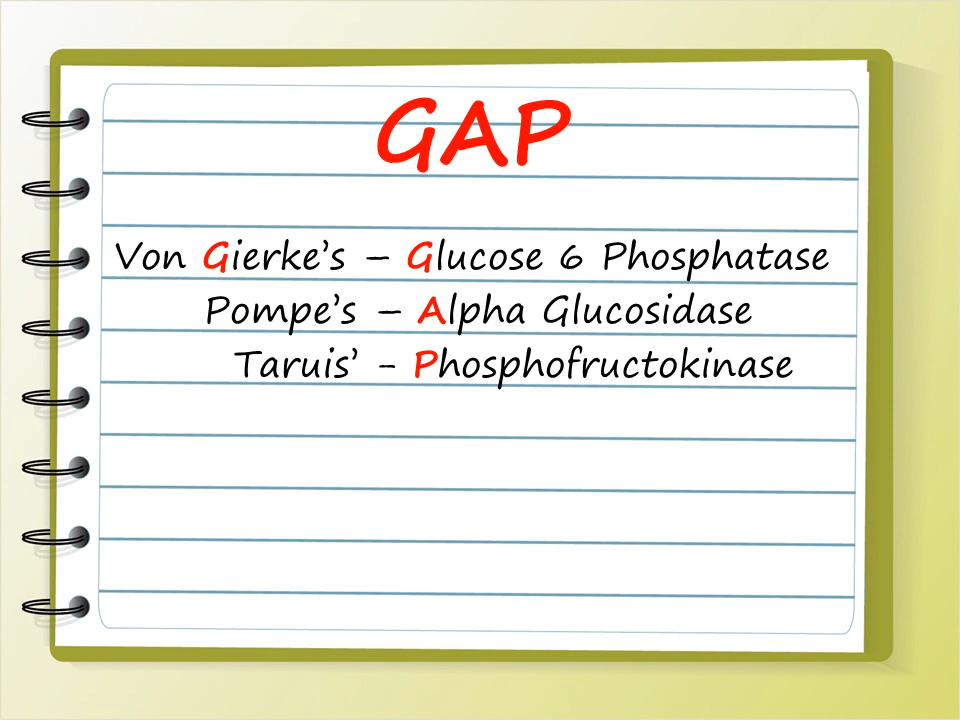 GAP
Von Gierke’s – Glucose 6 Phosphatase
Pompe’s – Alpha Glucosidase
Taruis’ - Phosphofructokinase